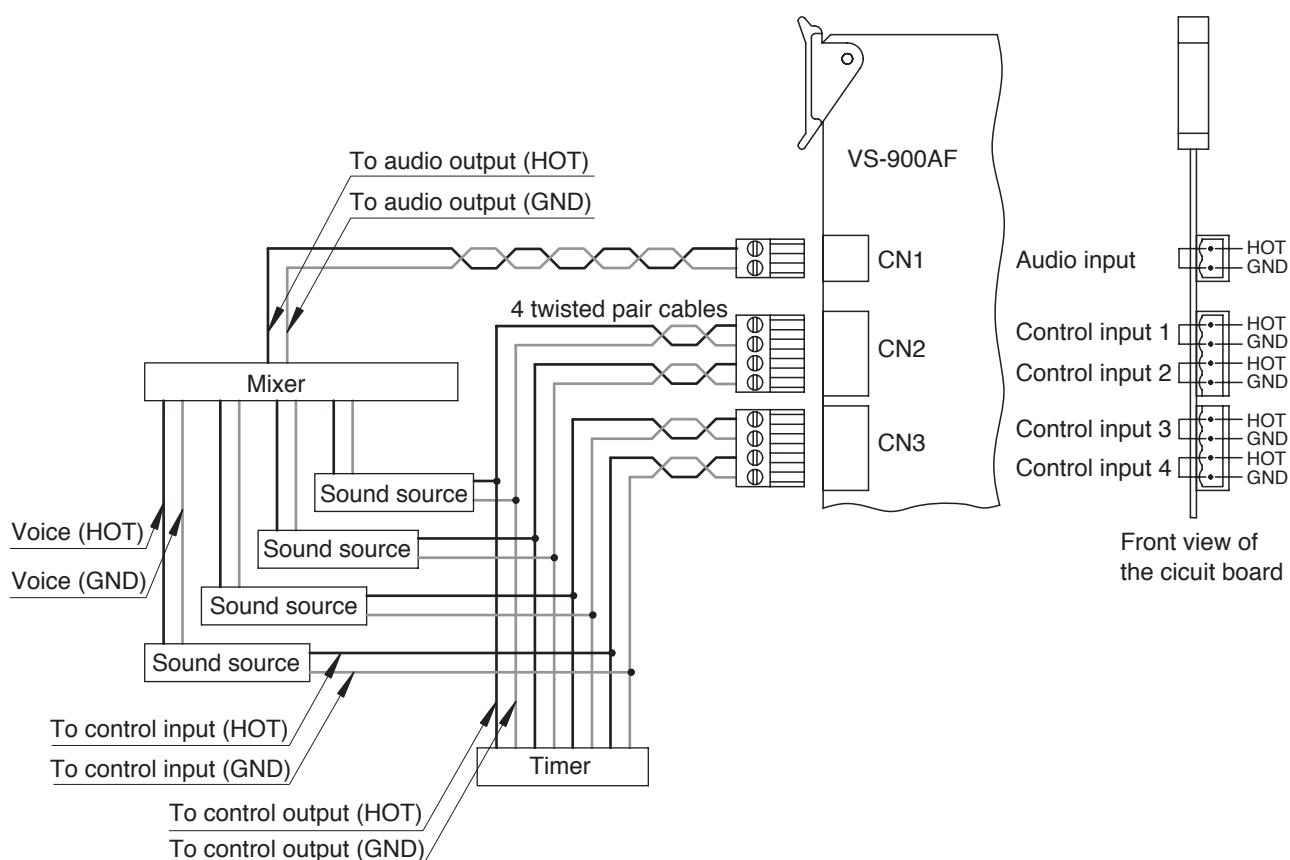 To audio output (HOT)
To audio output (GND)
VS-900AF
CN1
Audio input
HOT
GND
4 twisted pair cables
CN2
Control input 1
HOT
GND
Control input 2
HOT
GND
Mixer
CN3
Control input 3
HOT
GND
Control input 4
HOT
GND
Sound source
Voice (HOT)
Sound source
Voice (GND)
Sound source
Sound source
Front view of
the cicuit board
To control input (HOT)
To control input (GND)
Timer
To control output (HOT)
To control output (GND)